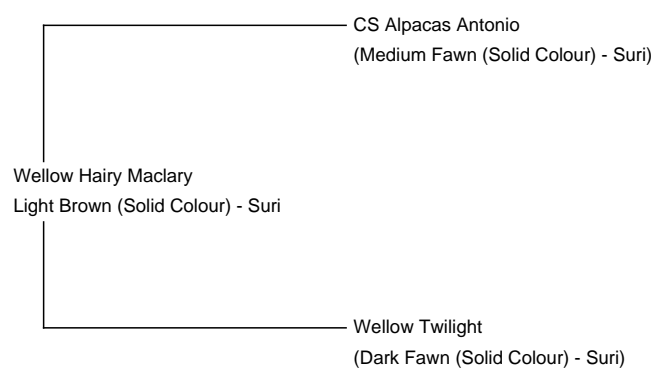 CS Alpacas Antonio
(Medium Fawn (Solid Colour) - Suri)
Wellow Hairy Maclary
Light Brown (Solid Colour) - Suri
Wellow Twilight
(Dark Fawn (Solid Colour) - Suri)